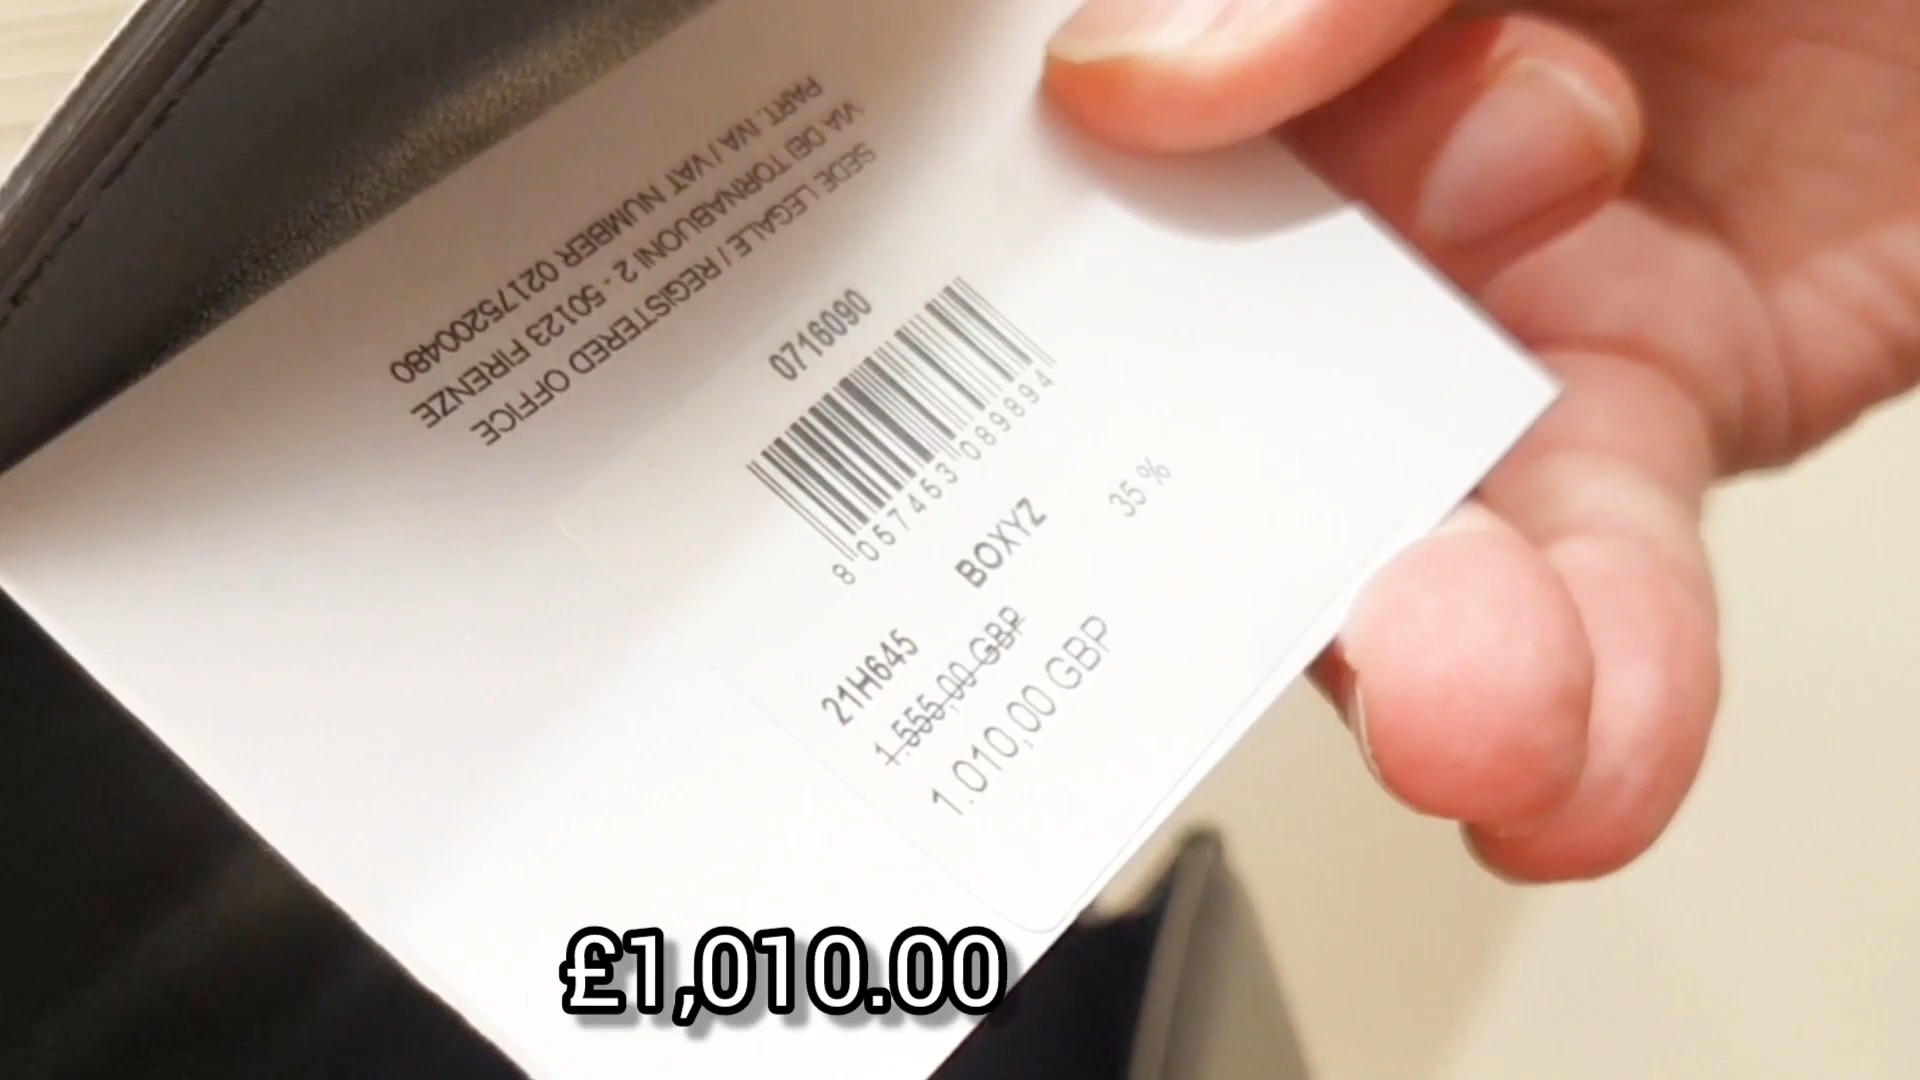 SEDE LEGALE / REGISTERED OFFICE
VIA DEI TORNABUONI 2 - 50123 FIRENZE
PART. IVA / VAT NUMBER 02175200480
0716090
8 057453 089894
BOXYZ
35 %
21H645
1.555,00 GBP
1.010,00 GBP
£1,010.00